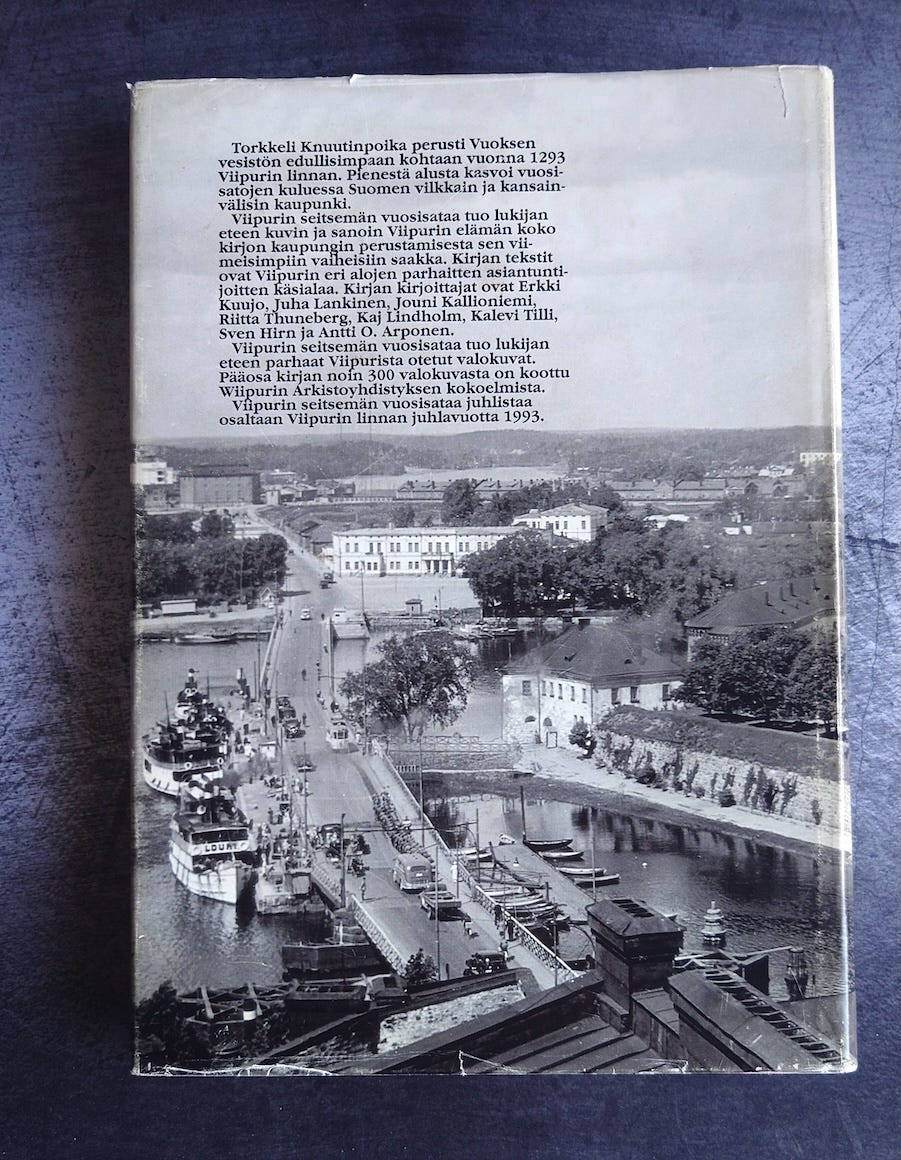 Torkkeli Knuutinpoika perusti Vuoksen
vesistön edullisimpaan kohtaan vuonna 1293
Viipurin linnan. Pienestä alusta kasvoi vuosi-
satojen kuluessa Suomen vilkkain ja kansain-
välisin kaupunki.
Viipurin seitsemän vuosisataa tuo lukijan
eteen kuvin ja sanoin Viipurin elämän koko
kirjon kaupungin perustamisesta sen vii-
meisimpiin vaiheisiin saakka. Kirjan tekstit
ovat Viipurin eri alojen parhaitten asiantunti-
joitten käsialaa. Kirjan kirjoittajat ovat Erkki
Kuujo, Juha Lankinen, Jouni Kallioniemi,
Riitta Thuneberg, Kaj Lindholm, Kalevi Tilli,
Sven Hirn ja Antti O. Arponen.
Viipurin seitsemän vuosisataa tuo lukijan
eteen parhaat Viipurista otetut valokuvat.
Pääosa kirjan noin 300 valokuvasta on koottu
Wiipurin Arkistoyhdistyksen kokoelmista.
Viipurin seitsemän vuosisataa juhlistaa
osaltaan Viipurin linnan juhlavuotta 1993.